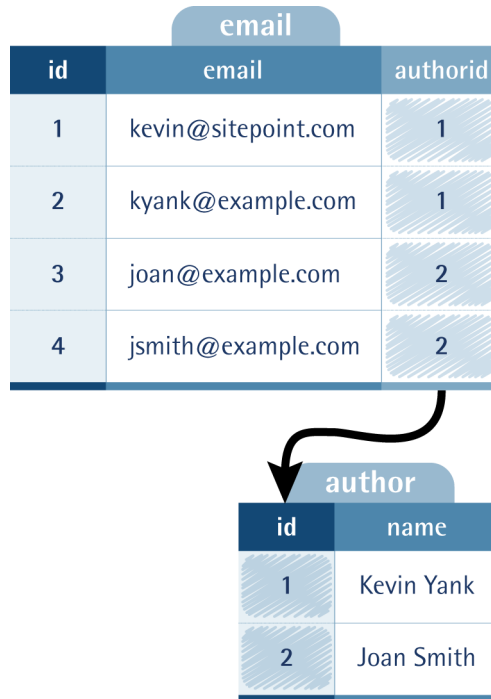 email
id email authorid
1 kevin@sitepoint.com 1
2 kyank@example.com 1
3 joan@example.com 2
4 jsmith@example.com 2
author
id name
1 Kevin Yank
2 Joan Smith